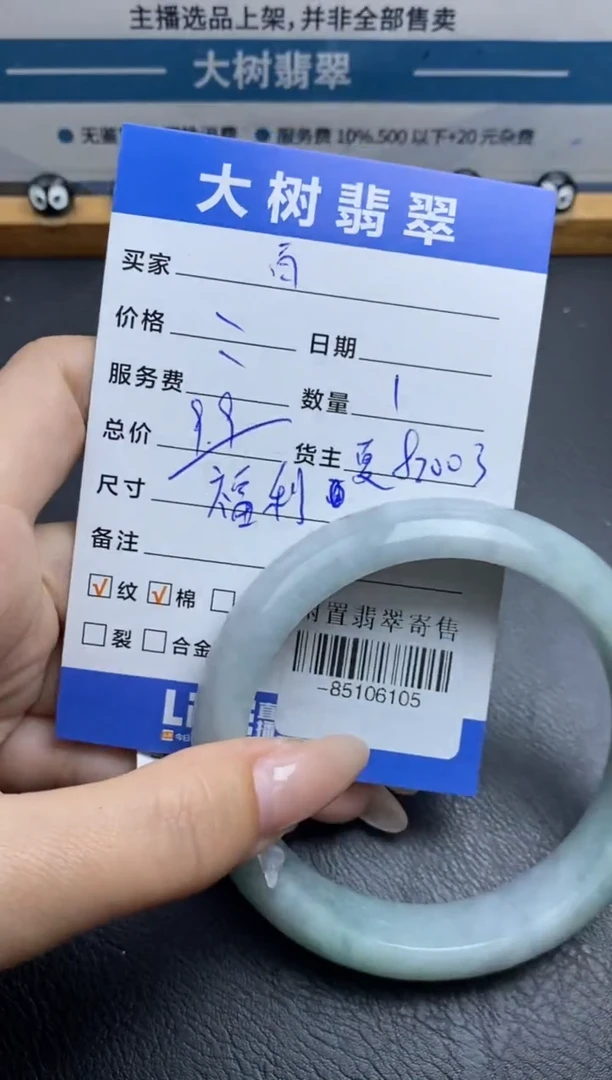 主播选品上架，并非全部售卖
大树翡翠
服务费 10%.500 以下+20 元杂费
大树翡翠
买家
价格 日期
服务费 数量 1
总价 99 货主 夏
尺寸 福利
备注
纹 棉
裂 合金
置翡翠寄售
-85106105